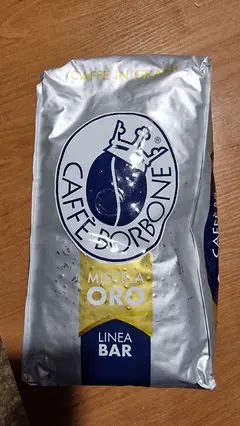 CAFFÈ IN GRANI
CAFFÈ BORBONE
®
MISCELA
ORO
LINEA
BAR